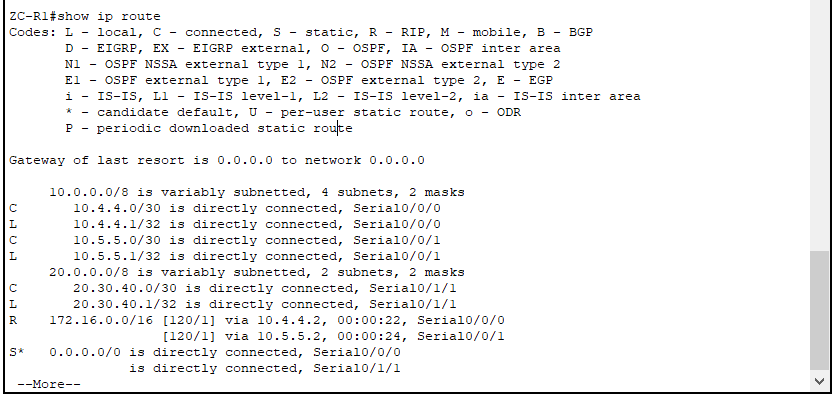 ZC-R1#show ip route
Codes: L - local, C - connected, S - static, R - RIP, M - mobile, B - BGP
       D - EIGRP, EX - EIGRP external, O - OSPF, IA - OSPF inter area
       N1 - OSPF NSSA external type 1, N2 - OSPF NSSA external type 2
       E1 - OSPF external type 1, E2 - OSPF external type 2, E - EGP
       i - IS-IS, L1 - IS-IS level-1, L2 - IS-IS level-2, ia - IS-IS inter area
       * - candidate default, U - per-user static route, o - ODR
       P - periodic downloaded static route

Gateway of last resort is 0.0.0.0 to network 0.0.0.0

     10.0.0.0/8 is variably subnetted, 4 subnets, 2 masks
C       10.4.4.0/30 is directly connected, Serial0/0/0
L       10.4.4.1/32 is directly connected, Serial0/0/0
C       10.5.5.0/30 is directly connected, Serial0/0/1
L       10.5.5.1/32 is directly connected, Serial0/0/1
     20.0.0.0/8 is variably subnetted, 2 subnets, 2 masks
C       20.30.40.0/30 is directly connected, Serial0/1/1
L       20.30.40.1/32 is directly connected, Serial0/1/1
R    172.16.0.0/16 [120/1] via 10.4.4.2, 00:00:22, Serial0/0/0
                   [120/1] via 10.5.5.2, 00:00:24, Serial0/0/1
S*   0.0.0.0/0 is directly connected, Serial0/0/0
               is directly connected, Serial0/1/1
 --More--